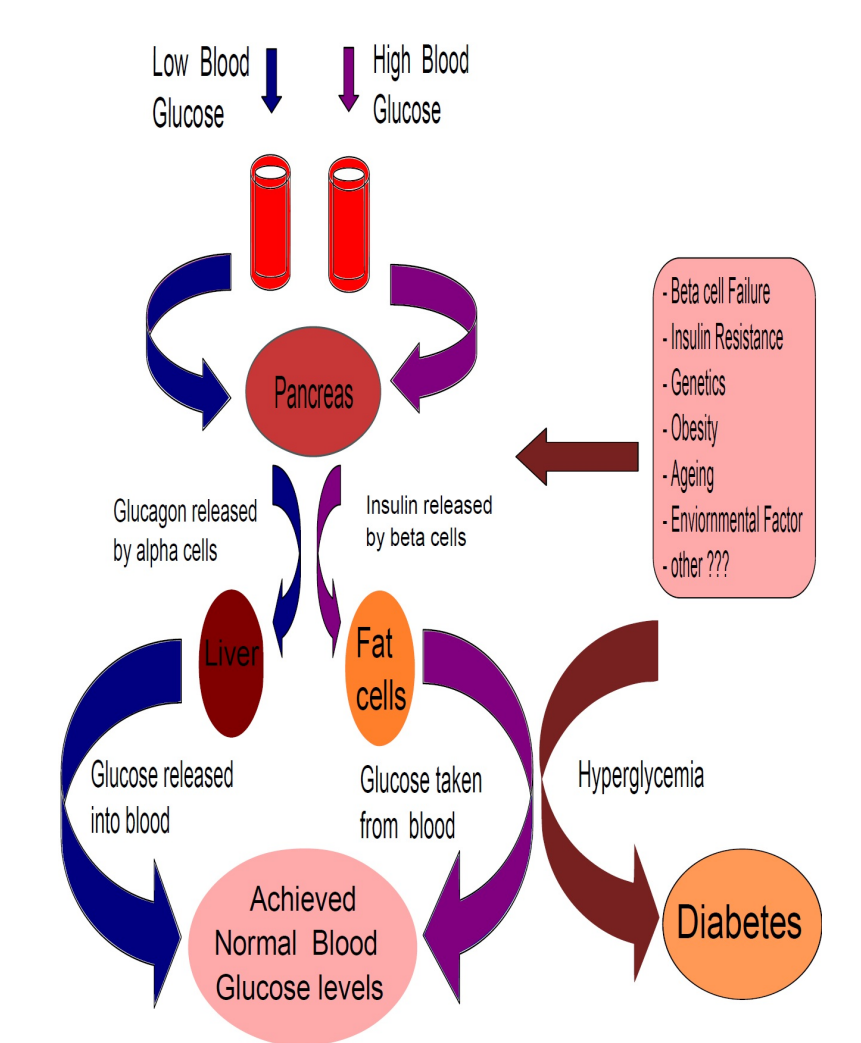 Low Blood
Glucose
High Blood
Glucose
- Beta cell Failure
- Insulin Resistance
- Genetics
- Obesity
- Ageing
- Enviornmental Factor
- other ???
Pancreas
Glucagon released
by alpha cells
Insulin released
by beta cells
Liver
Fat
cells
Glucose released
into blood
Glucose taken
from blood
Hyperglycemia
Achieved
Normal Blood
Glucose levels
Diabetes